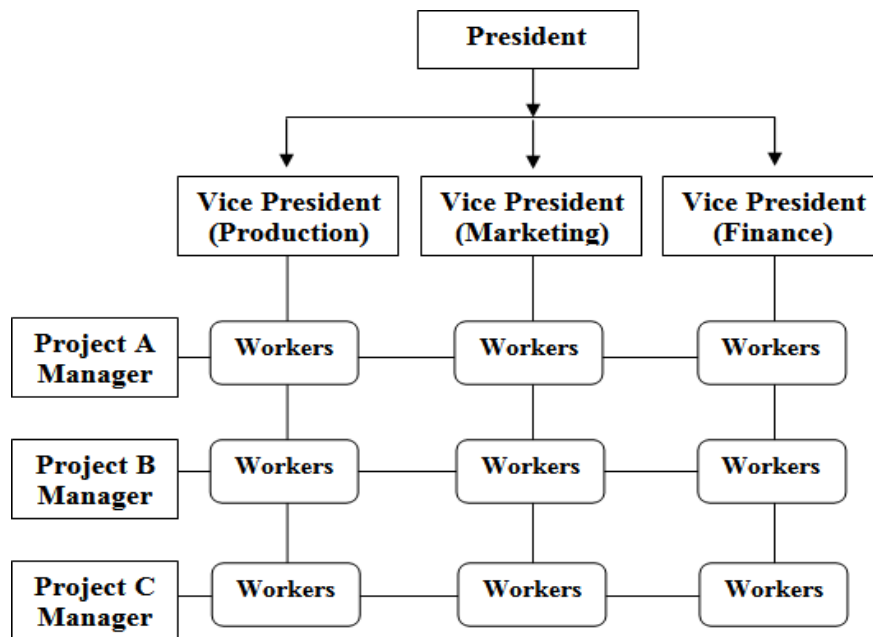 President
Vice President
(Production)
Vice President
(Marketing)
Vice President
(Finance)
Project A
Manager
Workers
Workers
Workers
Project B
Manager
Workers
Workers
Workers
Project C
Manager
Workers
Workers
Workers